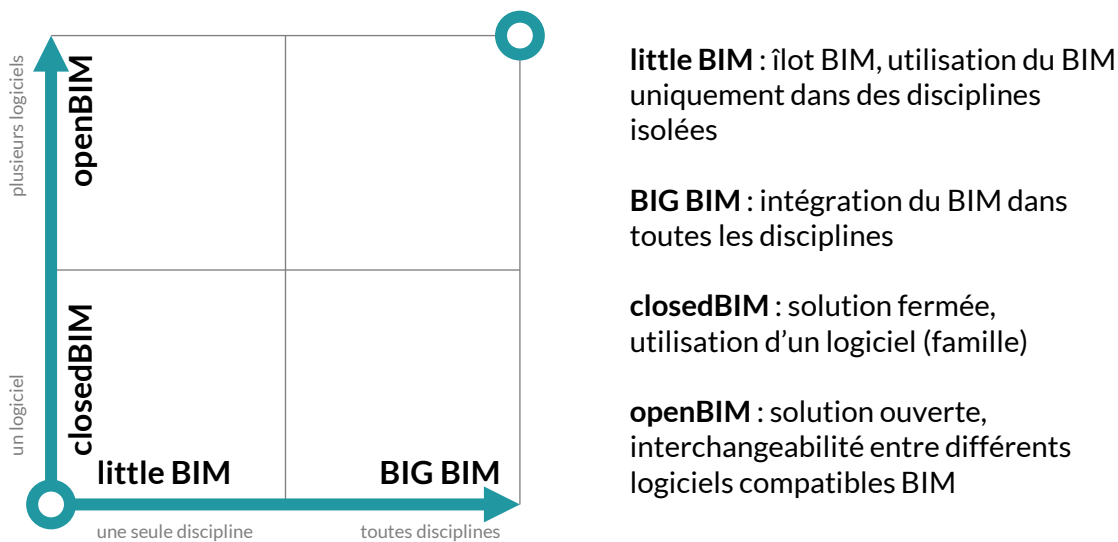 plusieurs logiciels
openBIM
closedBIM
un logiciel
little BIM
BIG BIM
une seule discipline
toutes disciplines
little BIM : îlot BIM, utilisation du BIM
uniquement dans des disciplines
isolées
BIG BIM : intégration du BIM dans
toutes les disciplines
closedBIM : solution fermée,
utilisation d’un logiciel (famille)
openBIM : solution ouverte,
interchangeabilité entre différents
logiciels compatibles BIM